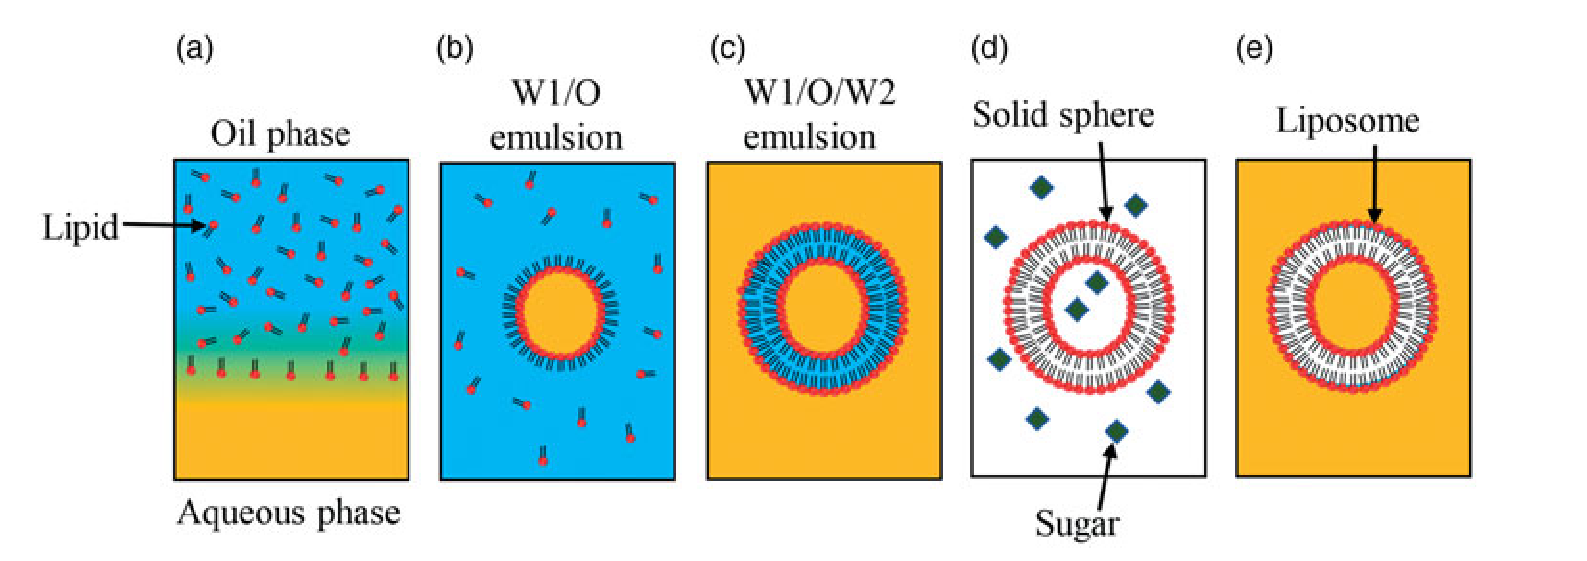 (a)
(b)
(c)
(d)
(e)
W1/O
emulsion
W1/O/W2
emulsion
Solid sphere
Liposome
Oil phase
Lipid
Aqueous phase
Sugar